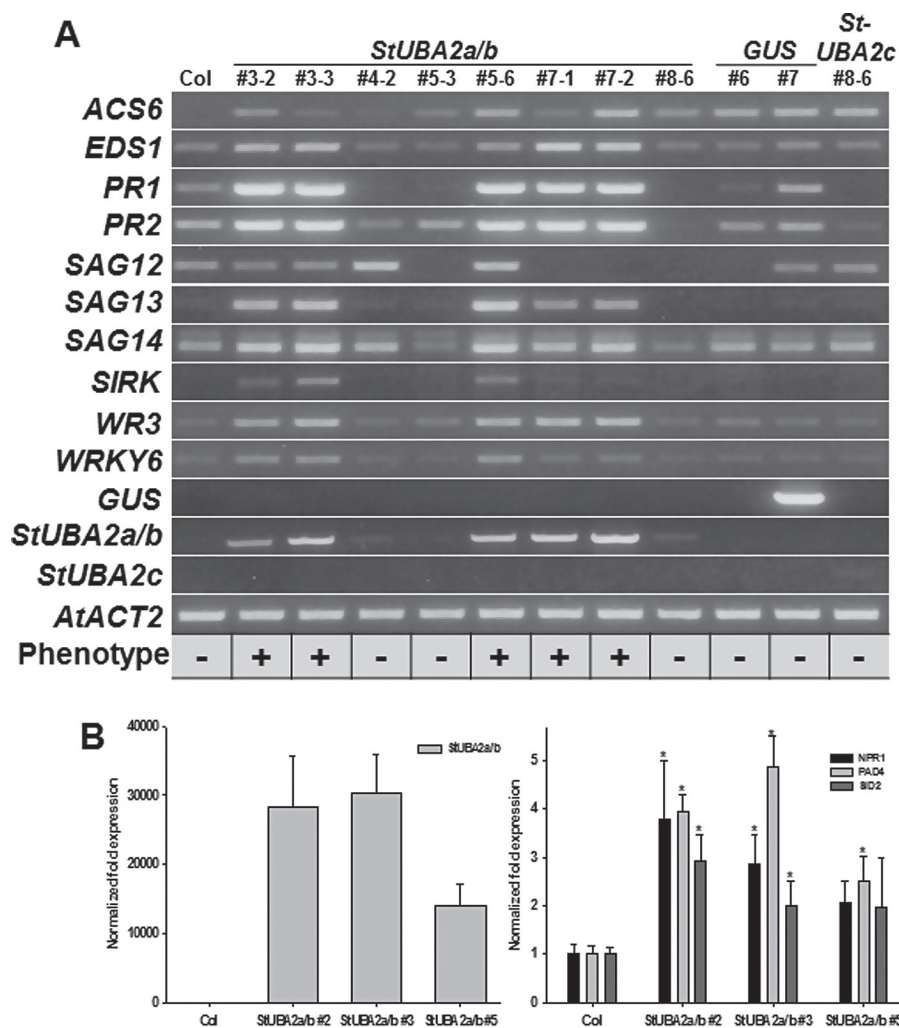 A
StUBA2a/b
GUS
St-
UBA2c
Col #3-2 #3-3 #4-2 #5-3 #5-6 #7-1 #7-2 #8-6 #6 #7 #8-6
ACS6
EDS1
PR1
PR2
SAG12
SAG13
SAG14
SIRK
WR3
WRKY6
GUS
StUBA2a/b
StUBA2c
AtACT2
Phenotype - + + - - + + + - - - -
B
Normalized fold expression
40000
30000
20000
10000
0
StUBA2a/b
Col StUBA2a/b #2 StUBA2a/b #3 StUBA2a/b #5
Normalized fold expression
5
4
3
2
1
0
NPR1
PAD4
SID2
* * * * * * *
Col StUBA2a/b #2 StUBA2a/b #3 StUBA2a/b #5